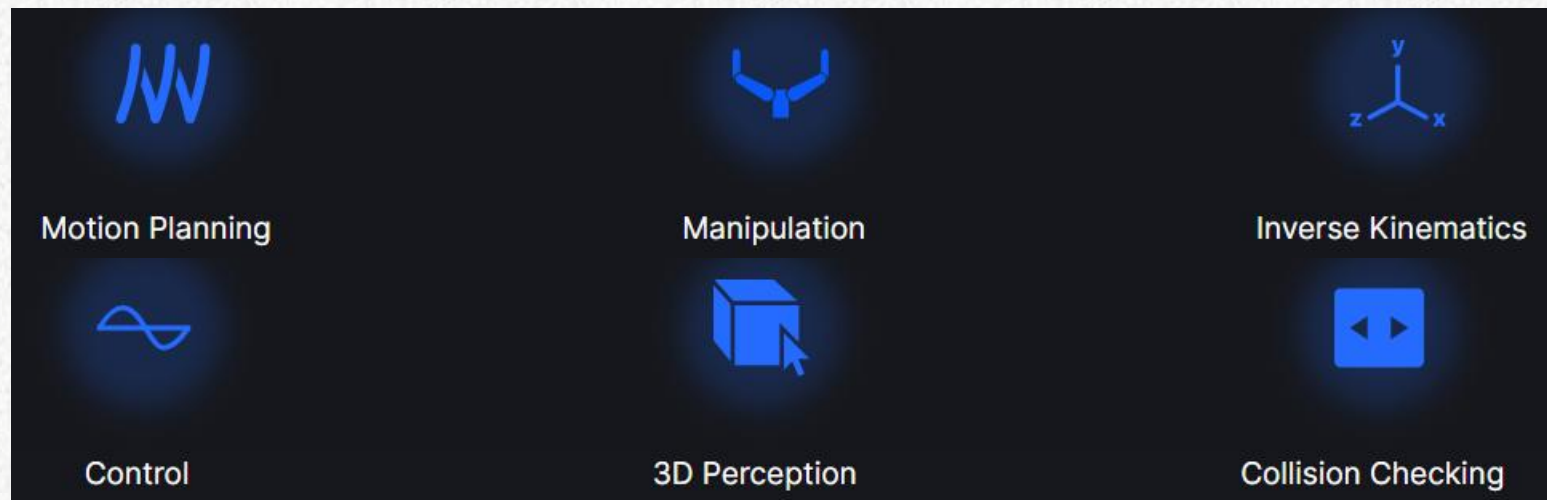 Motion Planning
Manipulation
y
z
x
Inverse Kinematics
Control
3D Perception
Collision Checking